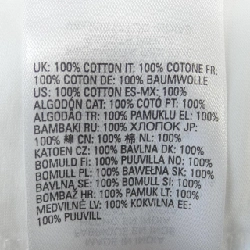 UK: 100% COTTON IT: 100% COTONE FR:
100% COTON DE: 100% BAUMWOLLE
US: 100% COTTON ES-MX: 100%
ALGODÓN CAT: 100% COTÓ PT: 100%
ALGODÃO TR: 100% PAMUKLU EL: 100%
ΒΑΜΒΑΚΙ RU: 100% ХЛОПОК JP:
100% 綿 CN: 100% 棉 NL: 100%
KATOEN CZ: 100% BAVLNA DK: 100%
BOMULD FI: 100% PUUVILLA NO: 100%
BOMULL PL: 100% BAWEŁNA SK: 100%
BAVLNA SE: 100% BOMULL SI: 100%
BOMBAŽ HR: 100% PAMUK LT: 100%
MEDVILNĖ LV: 100% KOKVILNA EE:
100% PUUVILL